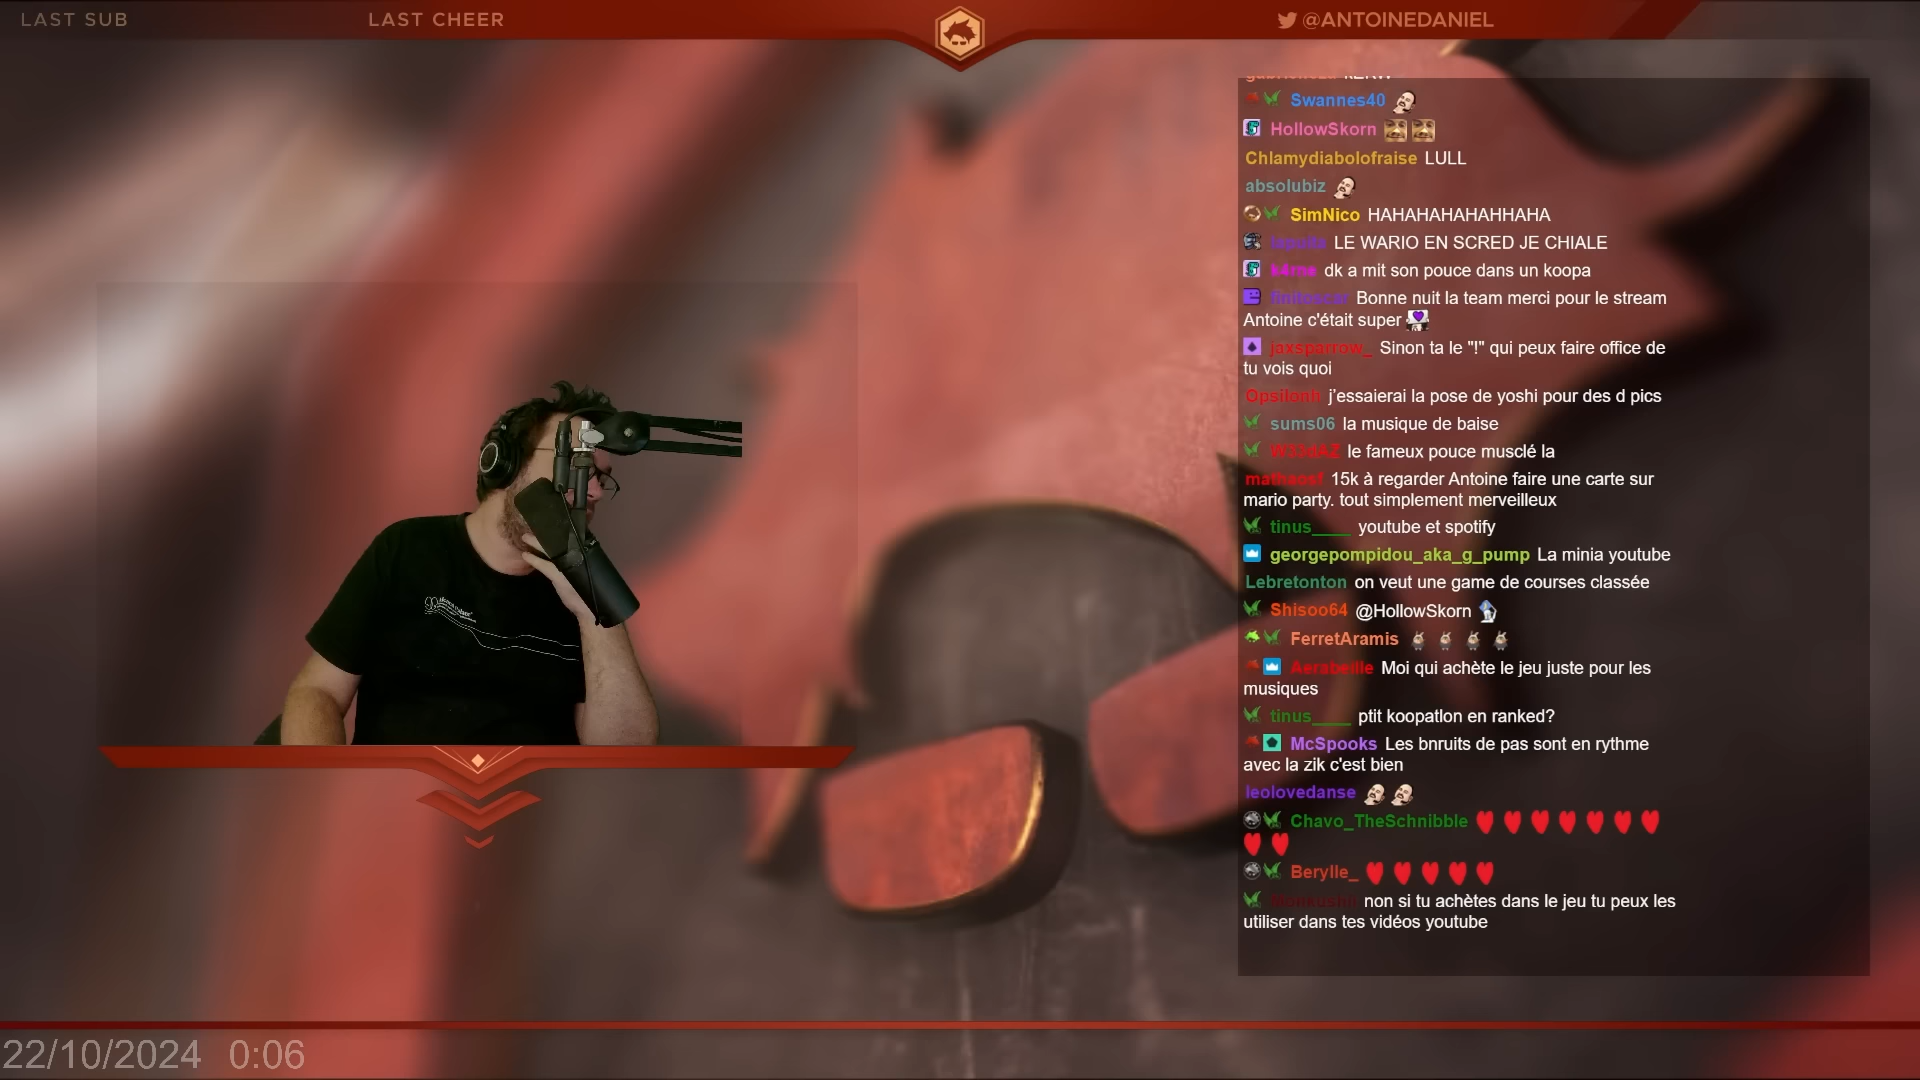 LAST SUB
LAST CHEER
@ANTOINEDANIEL
Swannes40
HollowSkorn
Chlamydiabolofraise LULL
absolubiz
SimNico HAHAHAHAHAHHAHA
LE WARIO EN SCRED JE CHIALE
k4rne dk a mit son pouce dans un koopa
Bonne nuit la team merci pour le stream
Antoine c'était super
jaxsparrow_ Sinon ta le "!" qui peux faire office de
tu vois quoi
Opsilonh j'essaierai la pose de yoshi pour des d pics
sums06 la musique de baise
W33dAZ le fameux pouce musclé la
15k à regarder Antoine faire une carte sur
mario party. tout simplement merveilleux
tinus____ youtube et spotify
georgepompidou_aka_g_pump La minia youtube
Lebretonton on veut une game de courses classée
Shisoo64 @HollowSkorn
FerretAramis
Aerabeille Moi qui achète le jeu juste pour les
musiques
tinus____ ptit koopatlon en ranked?
McSpooks Les bnruits de pas sont en rythme
avec la zik c'est bien
leolovedanse
Chavo_TheSchnibble
Berylle_
non si tu achètes dans le jeu tu peux les
utiliser dans tes vidéos youtube
22/10/2024 0:06